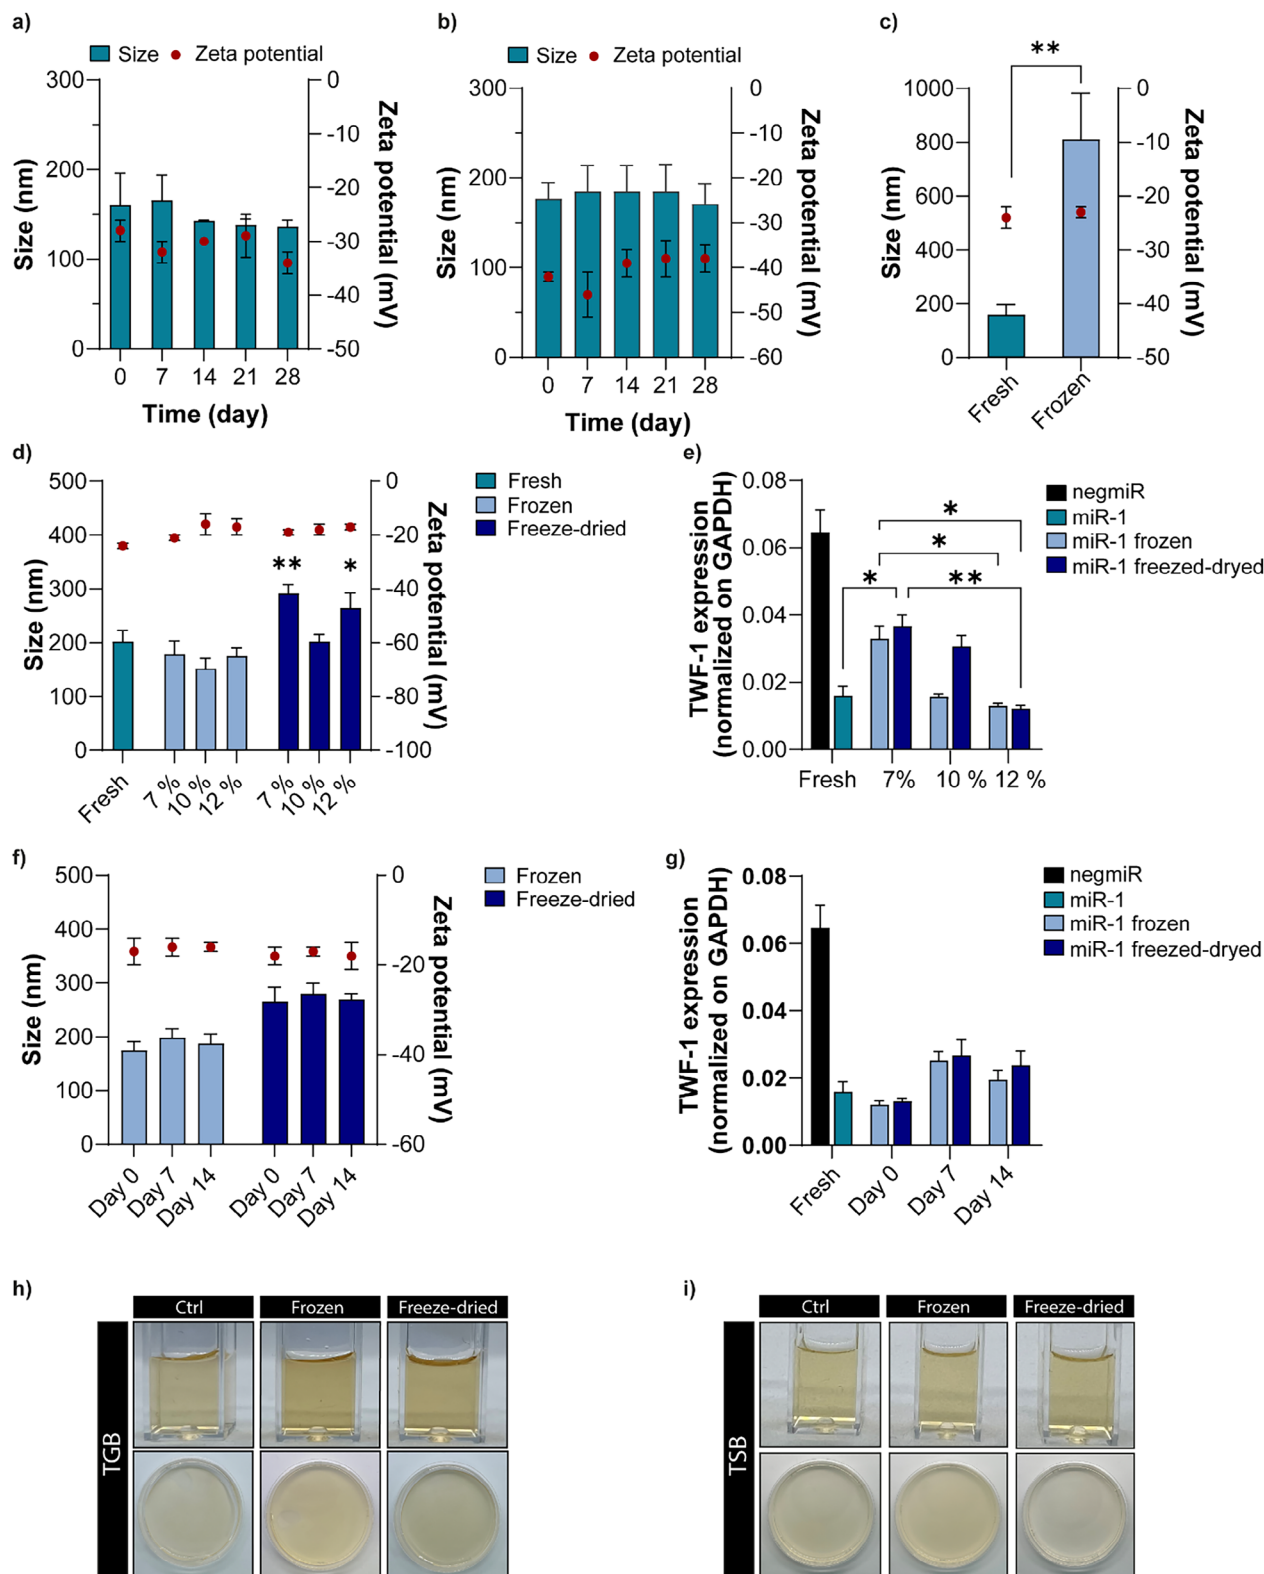 a)
Size Zeta potential
300
200
100
0
Size (nm)
0
-10
-20
-30
-40
-50
Zeta potential (mV)
0 7 14 21 28
Time (day)
b)
Size Zeta potential
300
200
100
0
Size (nm)
0
-10
-20
-30
-40
-50
-60
Zeta potential (mV)
0 7 14 21 28
Time (day)
c)
**
1000
800
600
400
200
0
Size (nm)
0
-10
-20
-30
-40
-50
Zeta potential (mV)
Fresh Frozen
d)
500
400
300
200
100
0
Size (nm)
** *
0
-20
-40
-60
-80
-100
Zeta potential (mV)
Fresh 7 % 10 % 12 % 7 % 10 % 12 %
Fresh
Frozen
Freeze-dried
e)
0.08
0.06
0.04
0.02
0.00
TWF-1 expression
(normalized on GAPDH)
*
*
* **
Fresh 7% 10 % 12 %
negmiR
miR-1
miR-1 frozen
miR-1 freezed-dryed
f)
500
400
300
200
100
0
Size (nm)
0
-20
-40
-60
Zeta potential (mV)
Day 0 Day 7 Day 14 Day 0 Day 7 Day 14
Frozen
Freeze-dried
g)
0.08
0.06
0.04
0.02
0.00
TWF-1 expression
(normalized on GAPDH)
Fresh Day 0 Day 7 Day 14
negmiR
miR-1
miR-1 frozen
miR-1 freezed-dryed
h)
Ctrl Frozen Freeze-dried
TGB
i)
Ctrl Frozen Freeze-dried
TSB